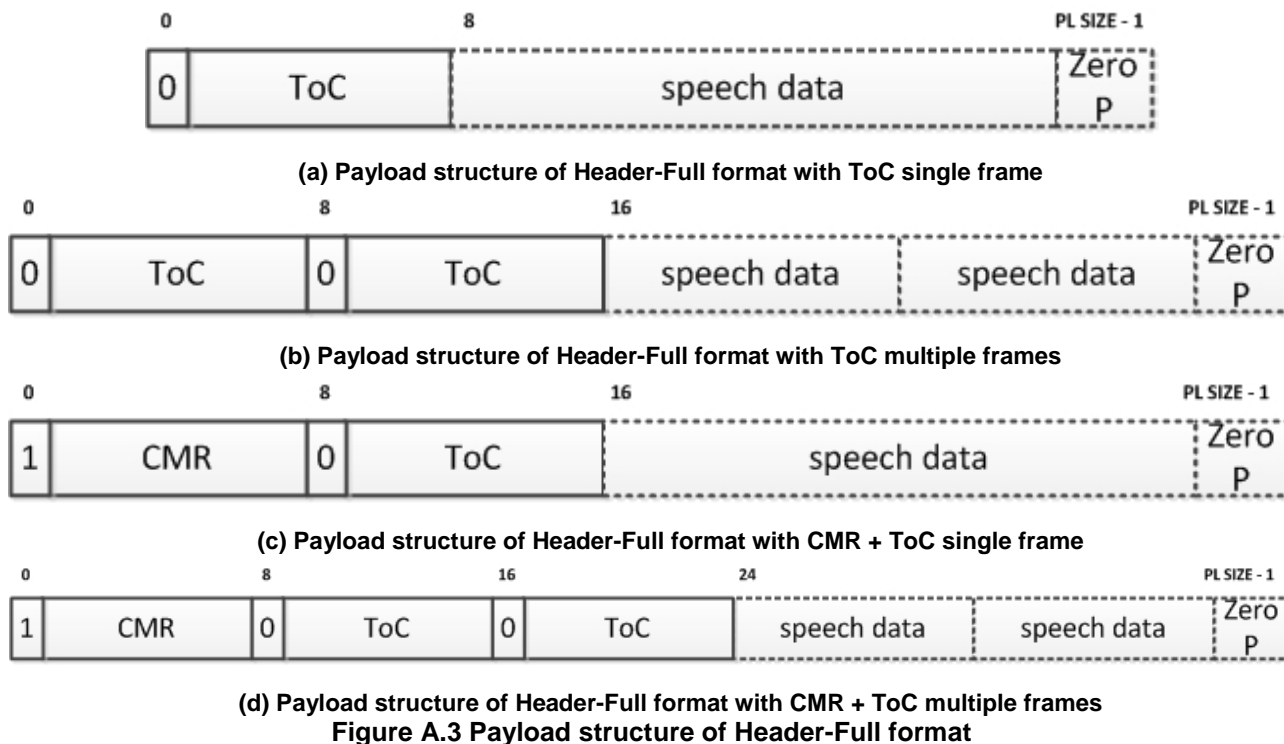 0 8 PL SIZE - 1
0 ToC speech data Zero
P
(a) Payload structure of Header-Full format with ToC single frame
0 8 16 PL SIZE - 1
0 ToC 0 ToC speech data speech data Zero
P
(b) Payload structure of Header-Full format with ToC multiple frames
0 8 16 PL SIZE - 1
1 CMR 0 ToC speech data Zero
P
(c) Payload structure of Header-Full format with CMR + ToC single frame
0 8 16 24 PL SIZE - 1
1 CMR 0 ToC 0 ToC speech data speech data Zero
P
(d) Payload structure of Header-Full format with CMR + ToC multiple frames
Figure A.3 Payload structure of Header-Full format